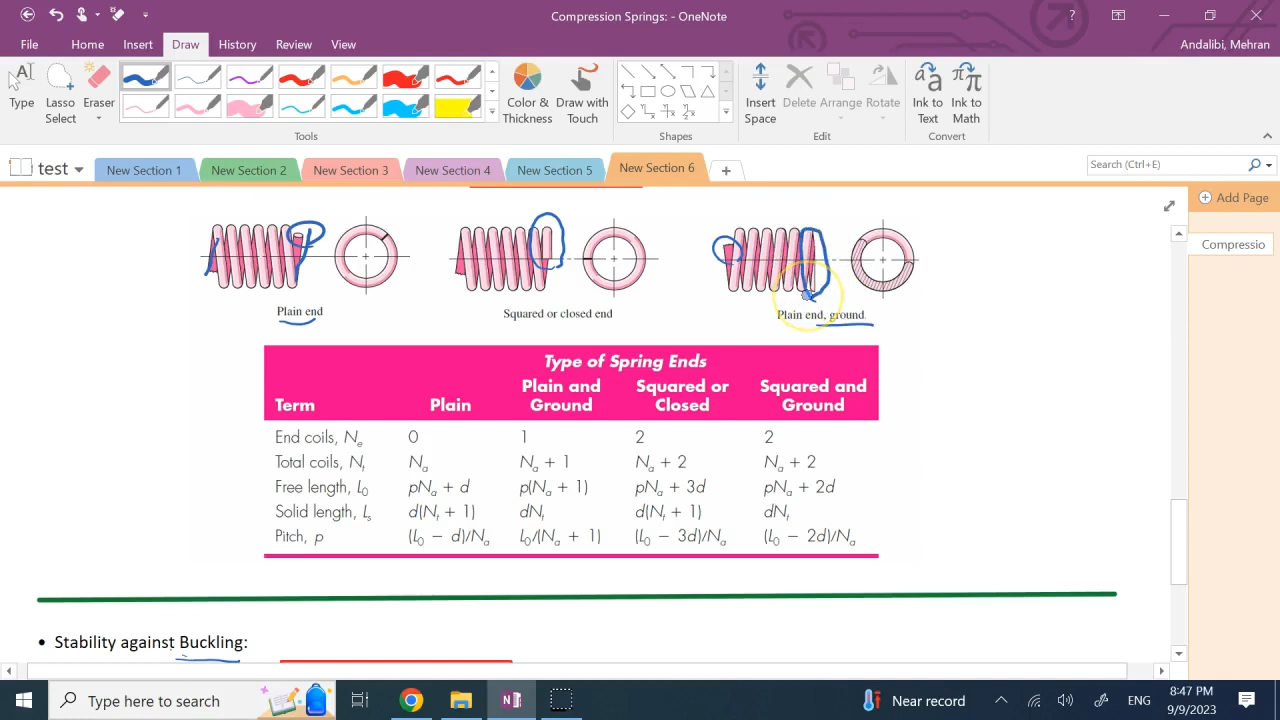 Compression Springs: - OneNote
?
File Home Insert Draw History Review View
Andalibi, Mehran
Type
Lasso Select
Eraser
Color & Thickness
Draw with Touch
Insert Space
Delete
Arrange
Rotate
Ink to Text
Ink to Math
Tools
Shapes
Edit
Convert
test
New Section 1
New Section 2
New Section 3
New Section 4
New Section 5
New Section 6
Search (Ctrl+E)
Add Page
Compressio
Plain end
Squared or closed end
Plain end, ground
Type of Spring Ends
Term Plain Plain and Ground Squared or Closed Squared and Ground
End coils, Nₑ 0 1 2 2
Total coils, Nₜ Nₐ Nₐ + 1 Nₐ + 2 Nₐ + 2
Free length, L₀ pNₐ + d p(Nₐ + 1) pNₐ + 3d pNₐ + 2d
Solid length, Lₛ d(Nₜ + 1) dNₜ d(Nₜ + 1) dNₜ
Pitch, p (L₀ − d)/Nₐ L₀/(Nₐ + 1) (L₀ − 3d)/Nₐ (L₀ − 2d)/Nₐ
• Stability against Buckling:
Type here to search
Near record
ENG
8:47 PM
9/9/2023